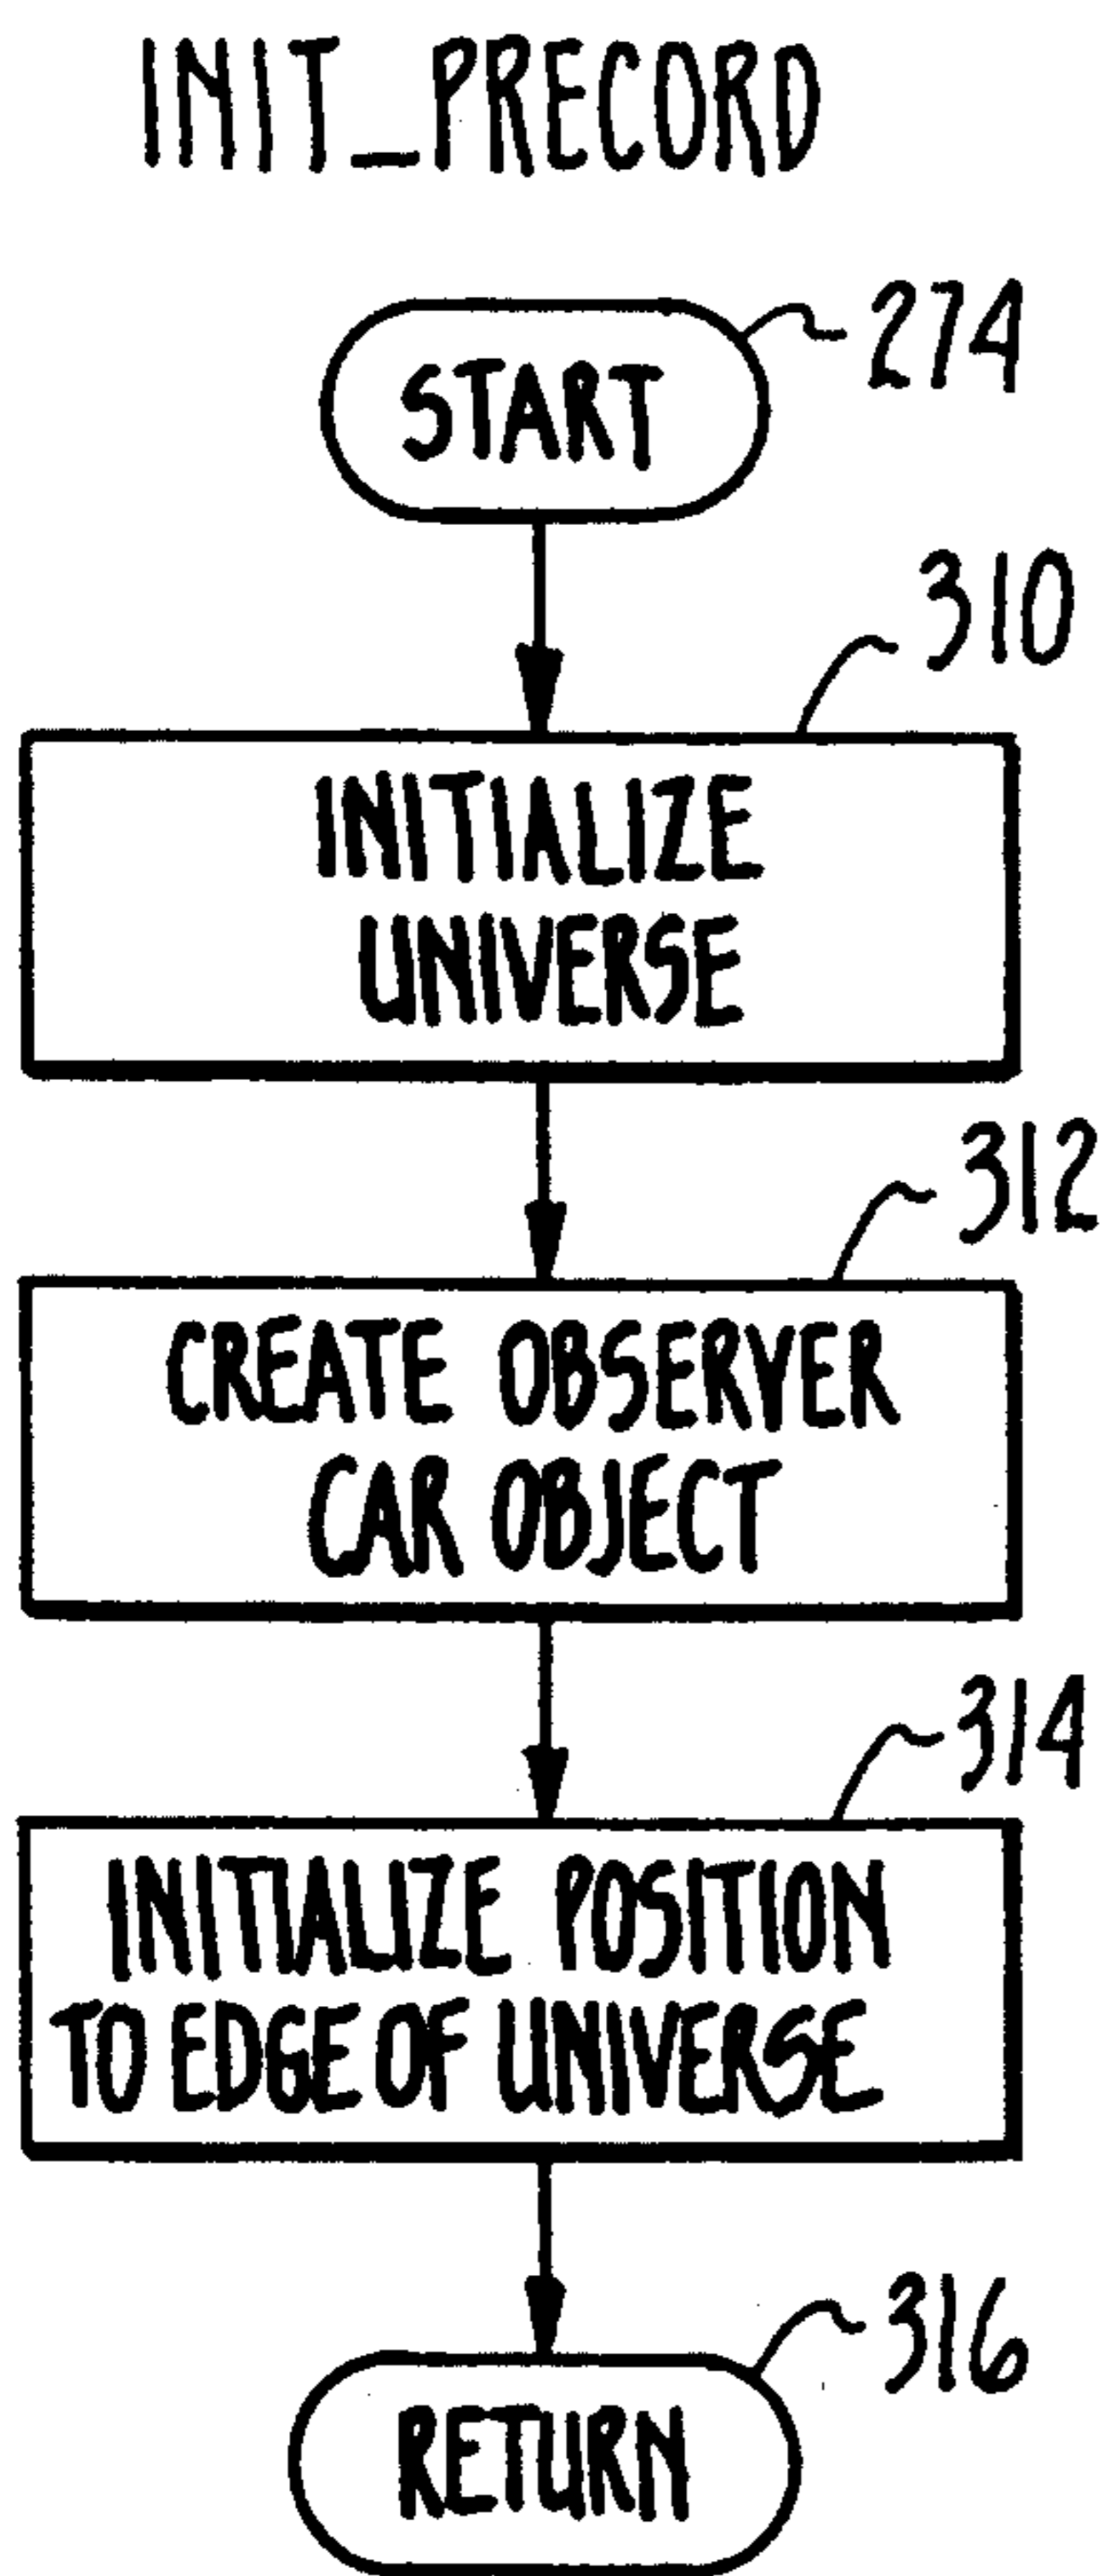 INIT_PRECORD
274
START
310
INITIALIZE
UNIVERSE
312
CREATE OBSERVER
CAR OBJECT
314
INITIALIZE POSITION
TO EDGE OF UNIVERSE
316
RETURN